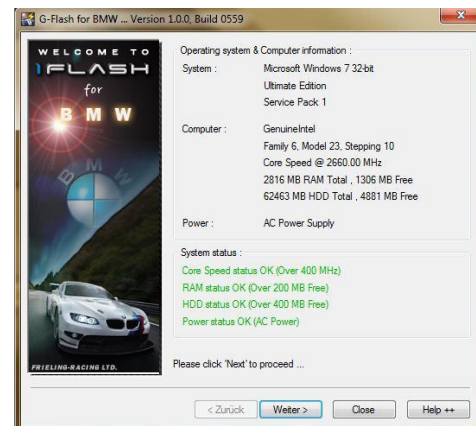 G-Flash for BMW ... Version 1.0.0, Build 0559
WELCOME TO
IFLASH
for
BMW
BMW
FRIELING-RACING LTD.
Operating system & Computer information :
System : Microsoft Windows 7 32-bit
Ultimate Edition
Service Pack 1
Computer : GenuineIntel
Family 6, Model 23, Stepping 10
Core Speed @ 2660.00 MHz
2816 MB RAM Total , 1306 MB Free
62463 MB HDD Total , 4881 MB Free
Power : AC Power Supply
System status :
Core Speed status OK (Over 400 MHz)
RAM status OK (Over 200 MB Free)
HDD status OK (Over 400 MB Free)
Power status OK (AC Power)
Please click 'Next' to proceed ...
< Zurück Weiter > Close Help ++